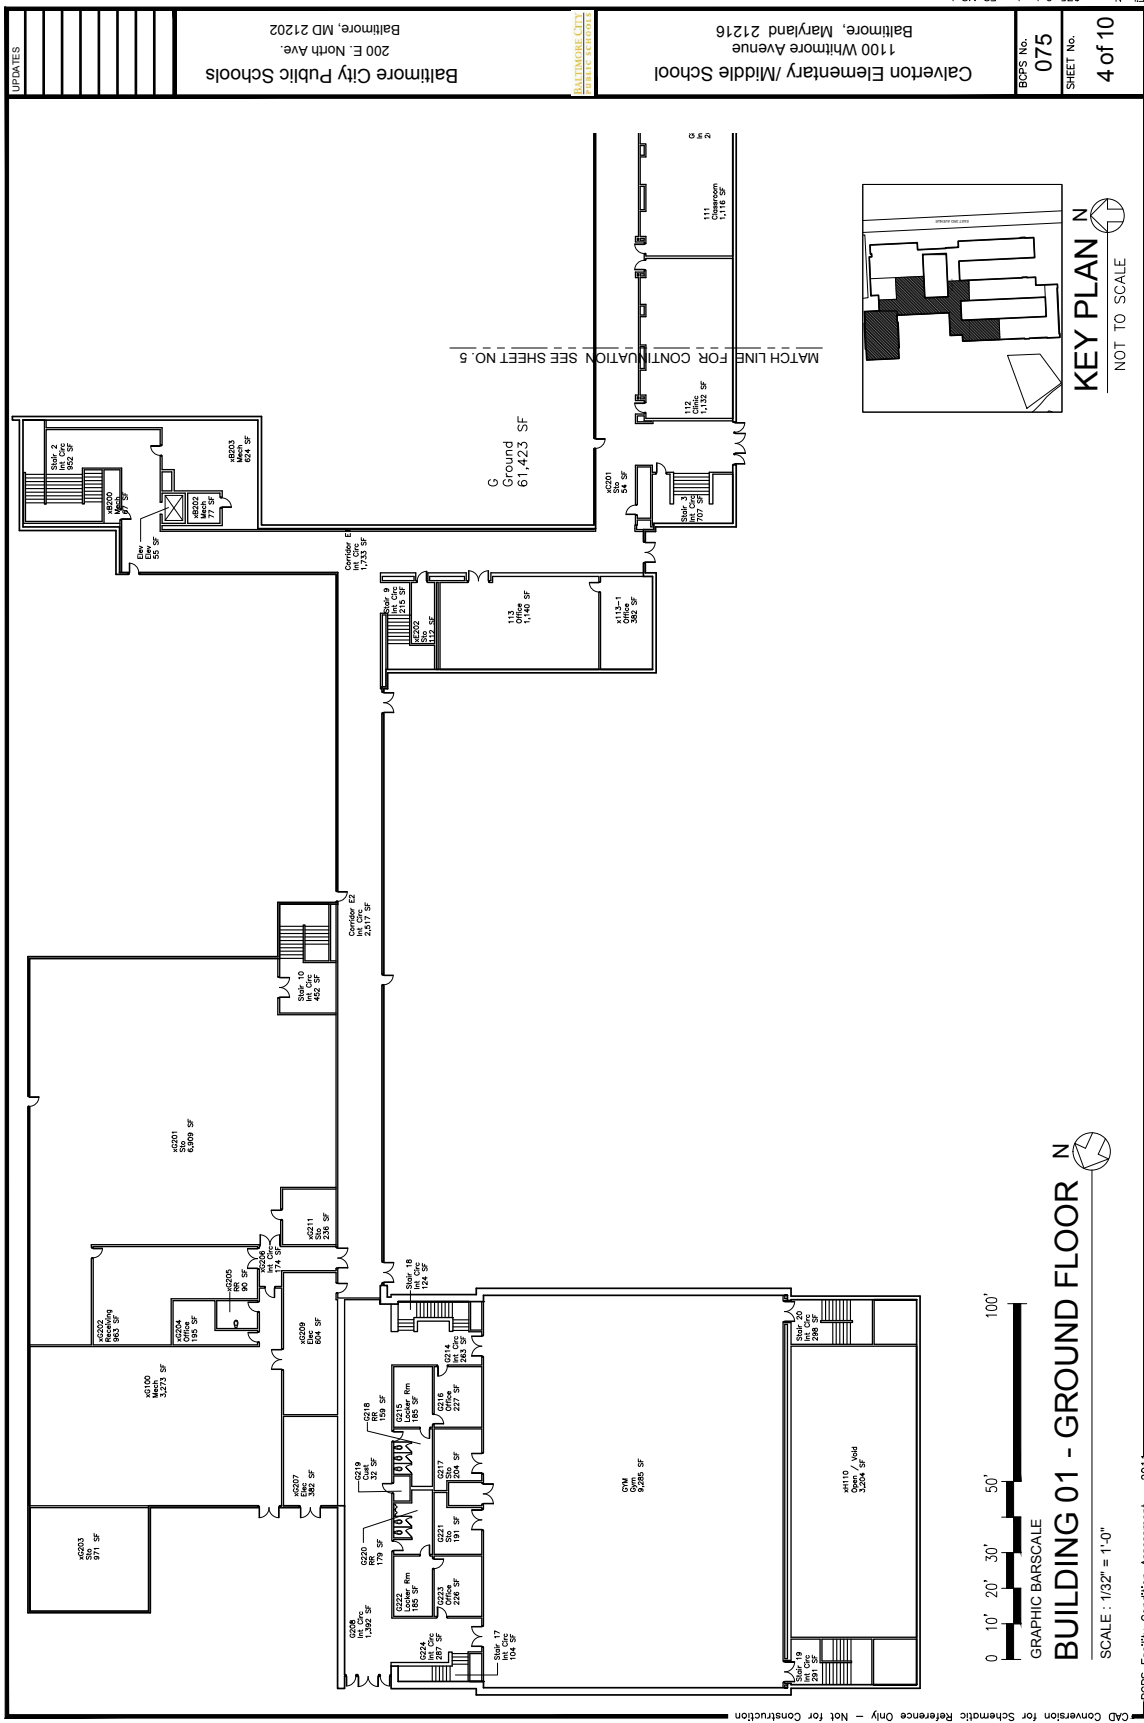 UPDATES
Baltimore City Public Schools
200 E. North Ave.
Baltimore, MD 21202
BALTIMORE CITY
PUBLIC SCHOOLS
Calverton Elementary /Middle School
1100 Whitmore Avenue
Baltimore, Maryland 21216
BCPS No.
075
SHEET No.
4 of 10
111
Classroom
1,116 SF
112
Clinic
1,132 SF
MATCH LINE FOR CONTINUATION SEE SHEET NO. 5
KEY PLAN
N
NOT TO SCALE
G
Ground
61,423 SF
Stair 2
Int Circ
952 SF
xB200
Mech
67 SF
xB202
Mech
77 SF
xB203
Mech
624 SF
Elev
Elev
55 SF
Corridor E1
Int Circ
1,733 SF
xC201
Sto
54 SF
Stair 3
Int Circ
707 SF
Stair 9
Int Circ
215 SF
xE202
Sto
112 SF
113
Office
1,140 SF
x113-1
Office
382 SF
Corridor E2
Int Circ
2,517 SF
Stair 10
Int Circ
452 SF
xG201
Sto
6,909 SF
xG211
Sto
236 SF
xG206
Int Circ
174 SF
xG205
RR
90 SF
xG202
Receiving
963 SF
xG204
Office
195 SF
xG209
Elec
604 SF
xG100
Mech
3,273 SF
xG207
Elec
382 SF
xG203
Sto
971 SF
Stair 18
Int Circ
124 SF
G214
Int Circ
263 SF
G215
Locker Rm
185 SF
G216
Office
227 SF
G218
RR
159 SF
G217
Sto
204 SF
G219
Cust
32 SF
G220
RR
179 SF
G221
Sto
191 SF
G222
Locker Rm
185 SF
G223
Office
226 SF
G208
Int Circ
1,392 SF
G224
Int Circ
287 SF
Stair 17
Int Circ
104 SF
GYM
Gym
9,285 SF
Stair 20
Int Circ
298 SF
xH110
Open / Void
3,204 SF
Stair 19
Int Circ
291 SF
0 10' 20' 30' 50' 100'
GRAPHIC BARSCALE
BUILDING 01 - GROUND FLOOR
N
SCALE : 1/32" = 1'-0"
CAD Conversion for Schematic Reference Only – Not for Construction